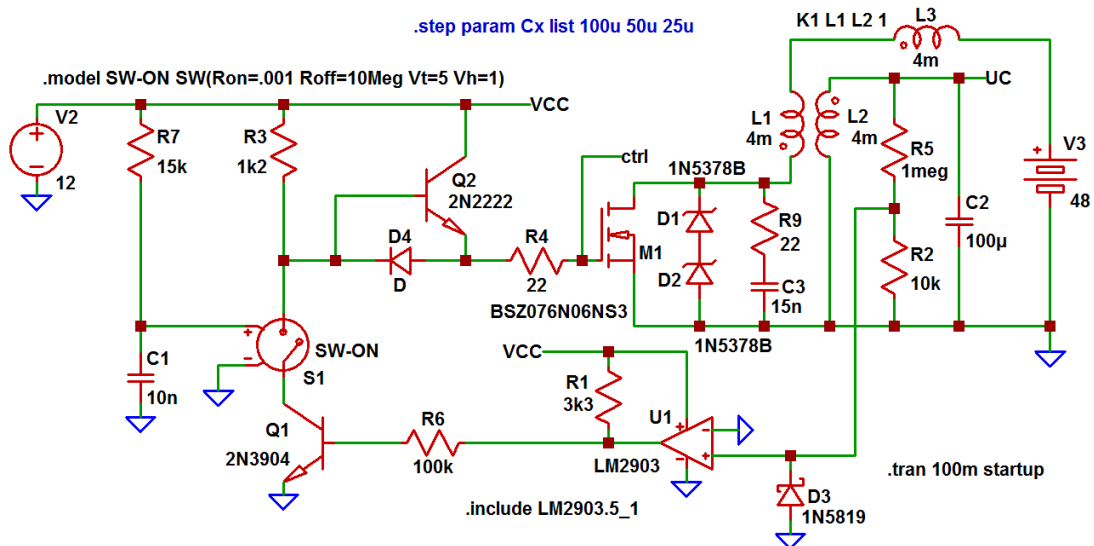 .step param Cx list 100u 50u 25u
K1 L1 L2 1
L3
4m
.model SW-ON SW(Ron=.001 Roff=10Meg Vt=5 Vh=1)
V2
12
R7
15k
R3
1k2
VCC
Q2
2N2222
D4
D
R4
22
ctrl
M1
BSZ076N06NS3
1N5378B
D1
D2
1N5378B
R9
22
C3
15n
L1
4m
L2
4m
UC
R5
1meg
R2
10k
C2
100µ
V3
48
C1
10n
SW-ON
S1
Q1
2N3904
R6
100k
VCC
R1
3k3
U1
LM2903
D3
1N5819
.include LM2903.5_1
.tran 100m startup